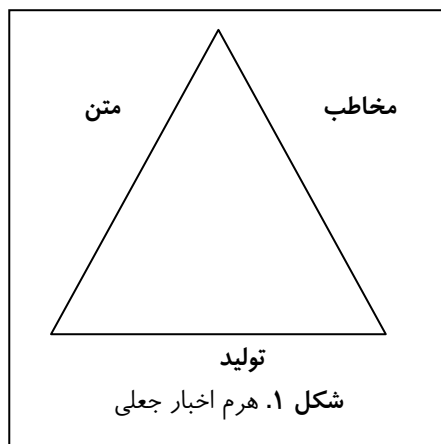 مخاطب
متن
تولید
شکل ۱. هرم اخبار جعلی